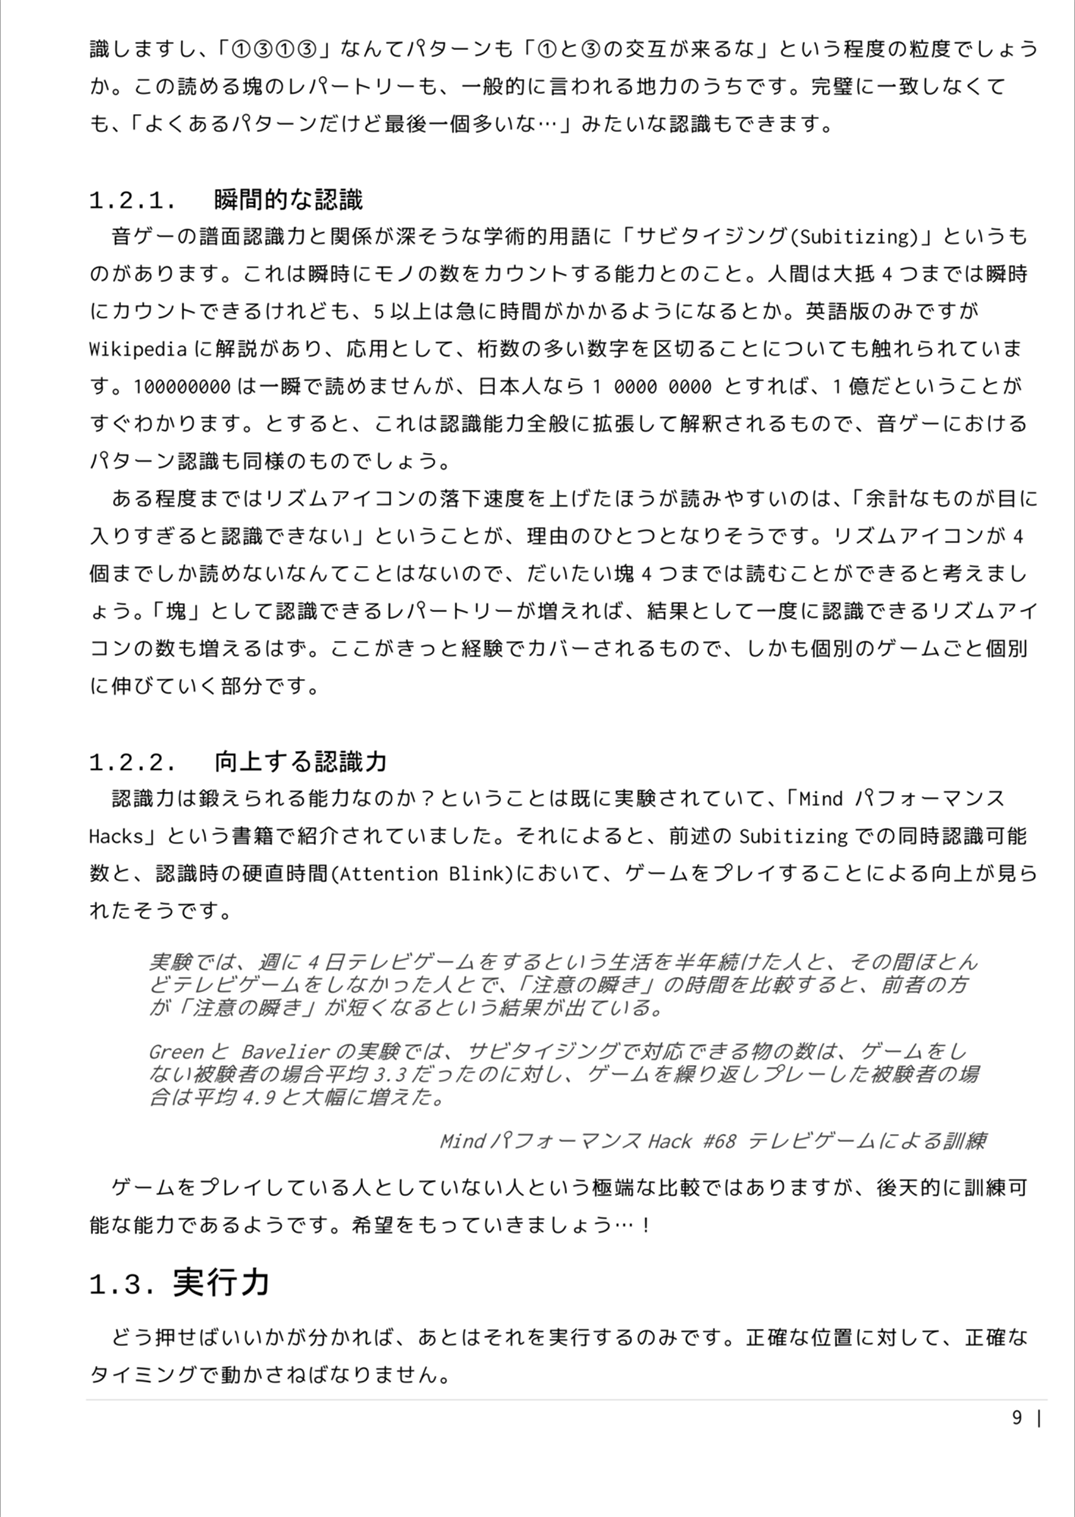 識しますし、「①③①③」なんてパターンも「①と③の交互が来るな」という程度の粒度でしょう
か。この読める塊のレパートリーも、一般的に言われる地力のうちです。完璧に一致しなくて
も、「よくあるパターンだけど最後一個多いな…」みたいな認識もできます。
1.2.1. 瞬間的な認識
音ゲーの譜面認識力と関係が深そうな学術的用語に「サビタイジング(Subitizing)」というも
のがあります。これは瞬時にモノの数をカウントする能力とのこと。人間は大抵 4 つまでは瞬時
にカウントできるけれども、5 以上は急に時間がかかるようになるとか。英語版のみですが
Wikipedia に解説があり、応用として、桁数の多い数字を区切ることについても触れられていま
す。100000000 は一瞬で読めませんが、日本人なら 1 0000 0000 とすれば、1 億だということが
すぐわかります。とすると、これは認識能力全般に拡張して解釈されるもので、音ゲーにおける
パターン認識も同様のものでしょう。
ある程度まではリズムアイコンの落下速度を上げたほうが読みやすいのは、「余計なものが目に
入りすぎると認識できない」ということが、理由のひとつとなりそうです。リズムアイコンが 4
個までしか読めないなんてことはないので、だいたい塊 4 つまでは読むことができると考えまし
ょう。「塊」として認識できるレパートリーが増えれば、結果として一度に認識できるリズムアイ
コンの数も増えるはず。ここがきっと経験でカバーされるもので、しかも個別のゲームごと個別
に伸びていく部分です。
1.2.2. 向上する認識力
認識力は鍛えられる能力なのか？ということは既に実験されていて、「Mind パフォーマンス
Hacks」という書籍で紹介されていました。それによると、前述の Subitizing での同時認識可能
数と、認識時の硬直時間(Attention Blink)において、ゲームをプレイすることによる向上が見ら
れたそうです。
実験では、週に 4 日テレビゲームをするという生活を半年続けた人と、その間ほとん
どテレビゲームをしなかった人とで、「注意の瞬き」の時間を比較すると、前者の方
が「注意の瞬き」が短くなるという結果が出ている。
Green と Bavelier の実験では、サビタイジングで対応できる物の数は、ゲームをし
ない被験者の場合平均 3.3 だったのに対し、ゲームを繰り返しプレーした被験者の場
合は平均 4.9 と大幅に増えた。
Mind パフォーマンス Hack #68 テレビゲームによる訓練
ゲームをプレイしている人としていない人という極端な比較ではありますが、後天的に訓練可
能な能力であるようです。希望をもっていきましょう…！
1.3. 実行力
どう押せばいいかが分かれば、あとはそれを実行するのみです。正確な位置に対して、正確な
タイミングで動かさねばなりません。
9 |